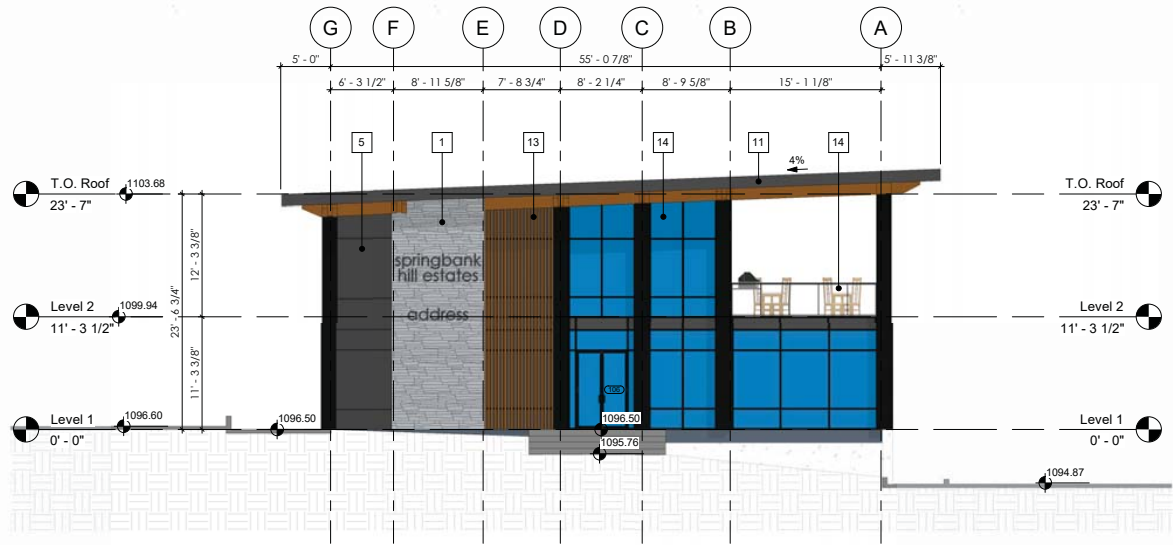 G F E D C B A
5' - 0" 55' - 0 7/8" 5' - 11 3/8"
6' - 3 1/2" 8' - 11 5/8" 7' - 8 3/4" 8' - 2 1/4" 8' - 9 5/8" 15' - 1 1/8"
5 1 13 14 11 14
4%
T.O. Roof 1103.68 T.O. Roof
23' - 7" 23' - 7"
12' - 3 3/8"
springbank
hill estates
23' - 6 3/4"
Level 2 1099.94 address Level 2
11' - 3 1/2" 11' - 3 1/2"
11' - 3 3/8"
106
Level 1 1096.60 1096.50 1096.50 Level 1
0' - 0" 0' - 0"
1095.76
1094.87